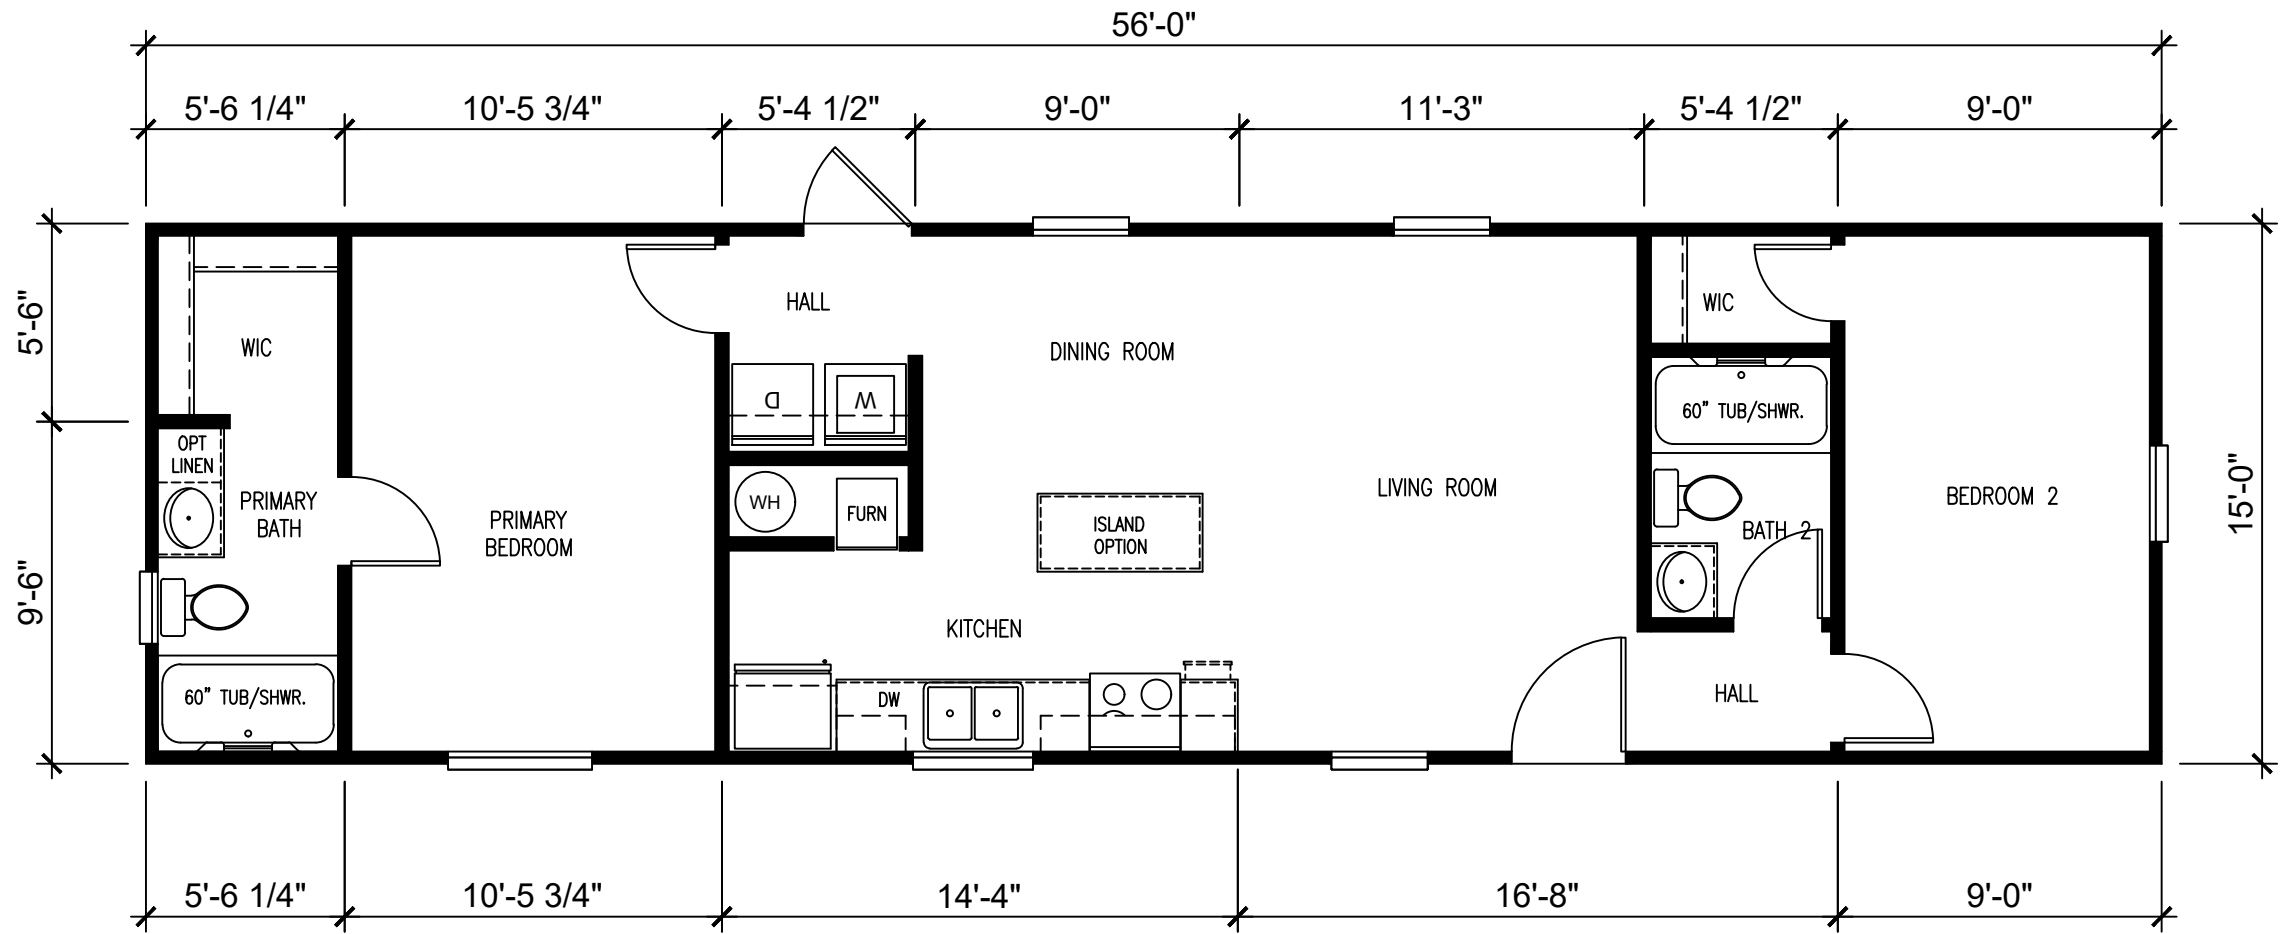 56'-0"
5'-6 1/4"
10'-5 3/4"
5'-4 1/2"
9'-0"
11'-3"
5'-4 1/2"
9'-0"
5'-6"
9'-6"
15'-0"
WIC
HALL
DINING ROOM
WIC
D
W
60" TUB/SHWR.
OPT
LINEN
PRIMARY
BATH
PRIMARY
BEDROOM
WH
FURN
ISLAND
OPTION
LIVING ROOM
BATH 2
BEDROOM 2
KITCHEN
60" TUB/SHWR.
DW
HALL
5'-6 1/4"
10'-5 3/4"
14'-4"
16'-8"
9'-0"